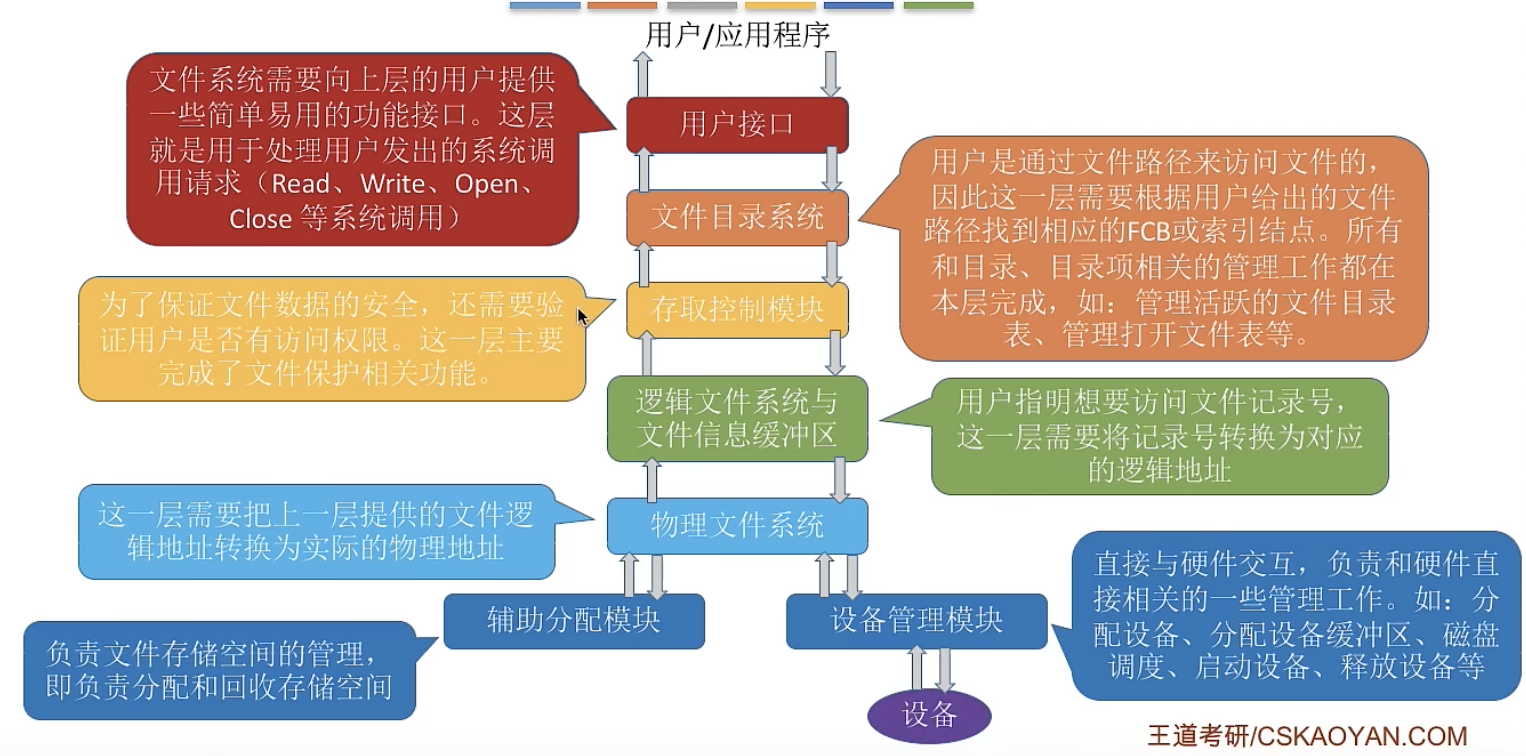 用户/应用程序
文件系统需要向上层的用户提供
一些简单易用的功能接口。这层
就是用于处理用户发出的系统调
用请求（Read、Write、Open、
Close 等系统调用）
用户接口
用户是通过文件路径来访问文件的，
因此这一层需要根据用户给出的文件
路径找到相应的FCB或索引结点。所有
和目录、目录项相关的管理工作都在
本层完成，如：管理活跃的文件目录
表、管理打开文件表等。
文件目录系统
为了保证文件数据的安全，还需要验
证用户是否有访问权限。这一层主要
完成了文件保护相关功能。
存取控制模块
逻辑文件系统与
文件信息缓冲区
用户指明想要访问文件记录号，
这一层需要将记录号转换为对应
的逻辑地址
这一层需要把上一层提供的文件逻
辑地址转换为实际的物理地址
物理文件系统
辅助分配模块
设备管理模块
直接与硬件交互，负责和硬件直
接相关的一些管理工作。如：分
配设备、分配设备缓冲区、磁盘
调度、启动设备、释放设备等
负责文件存储空间的管理，
即负责分配和回收存储空间
设备
王道考研/CSKAOYAN.COM